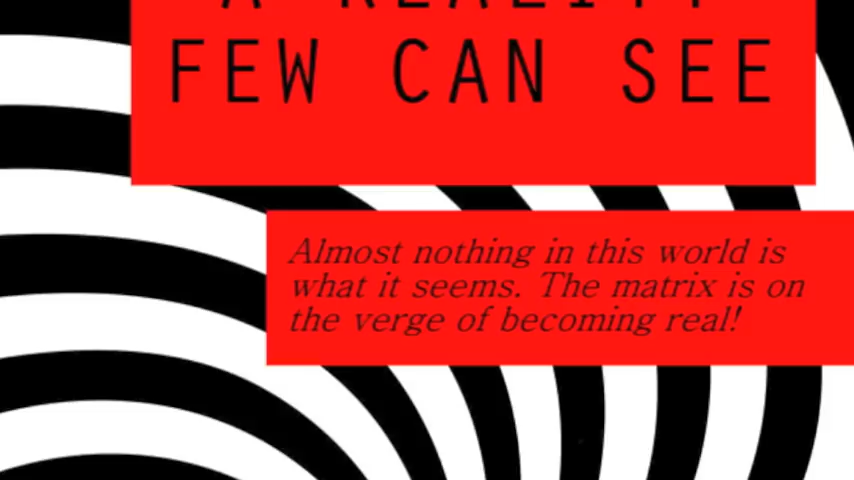 A REALITY
FEW CAN SEE
Almost nothing in this world is
what it seems. The matrix is on
the verge of becoming real!